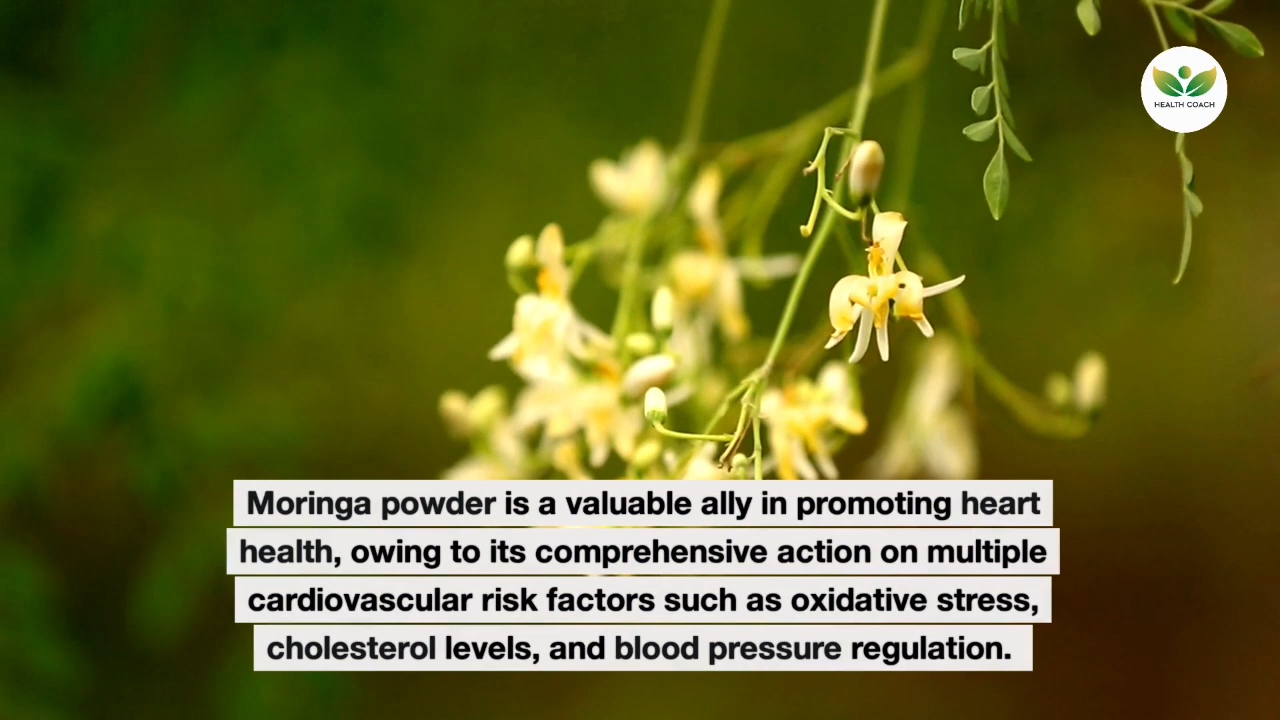 HEALTH COACH
Moringa powder is a valuable ally in promoting heart
health, owing to its comprehensive action on multiple
cardiovascular risk factors such as oxidative stress,
cholesterol levels, and blood pressure regulation.